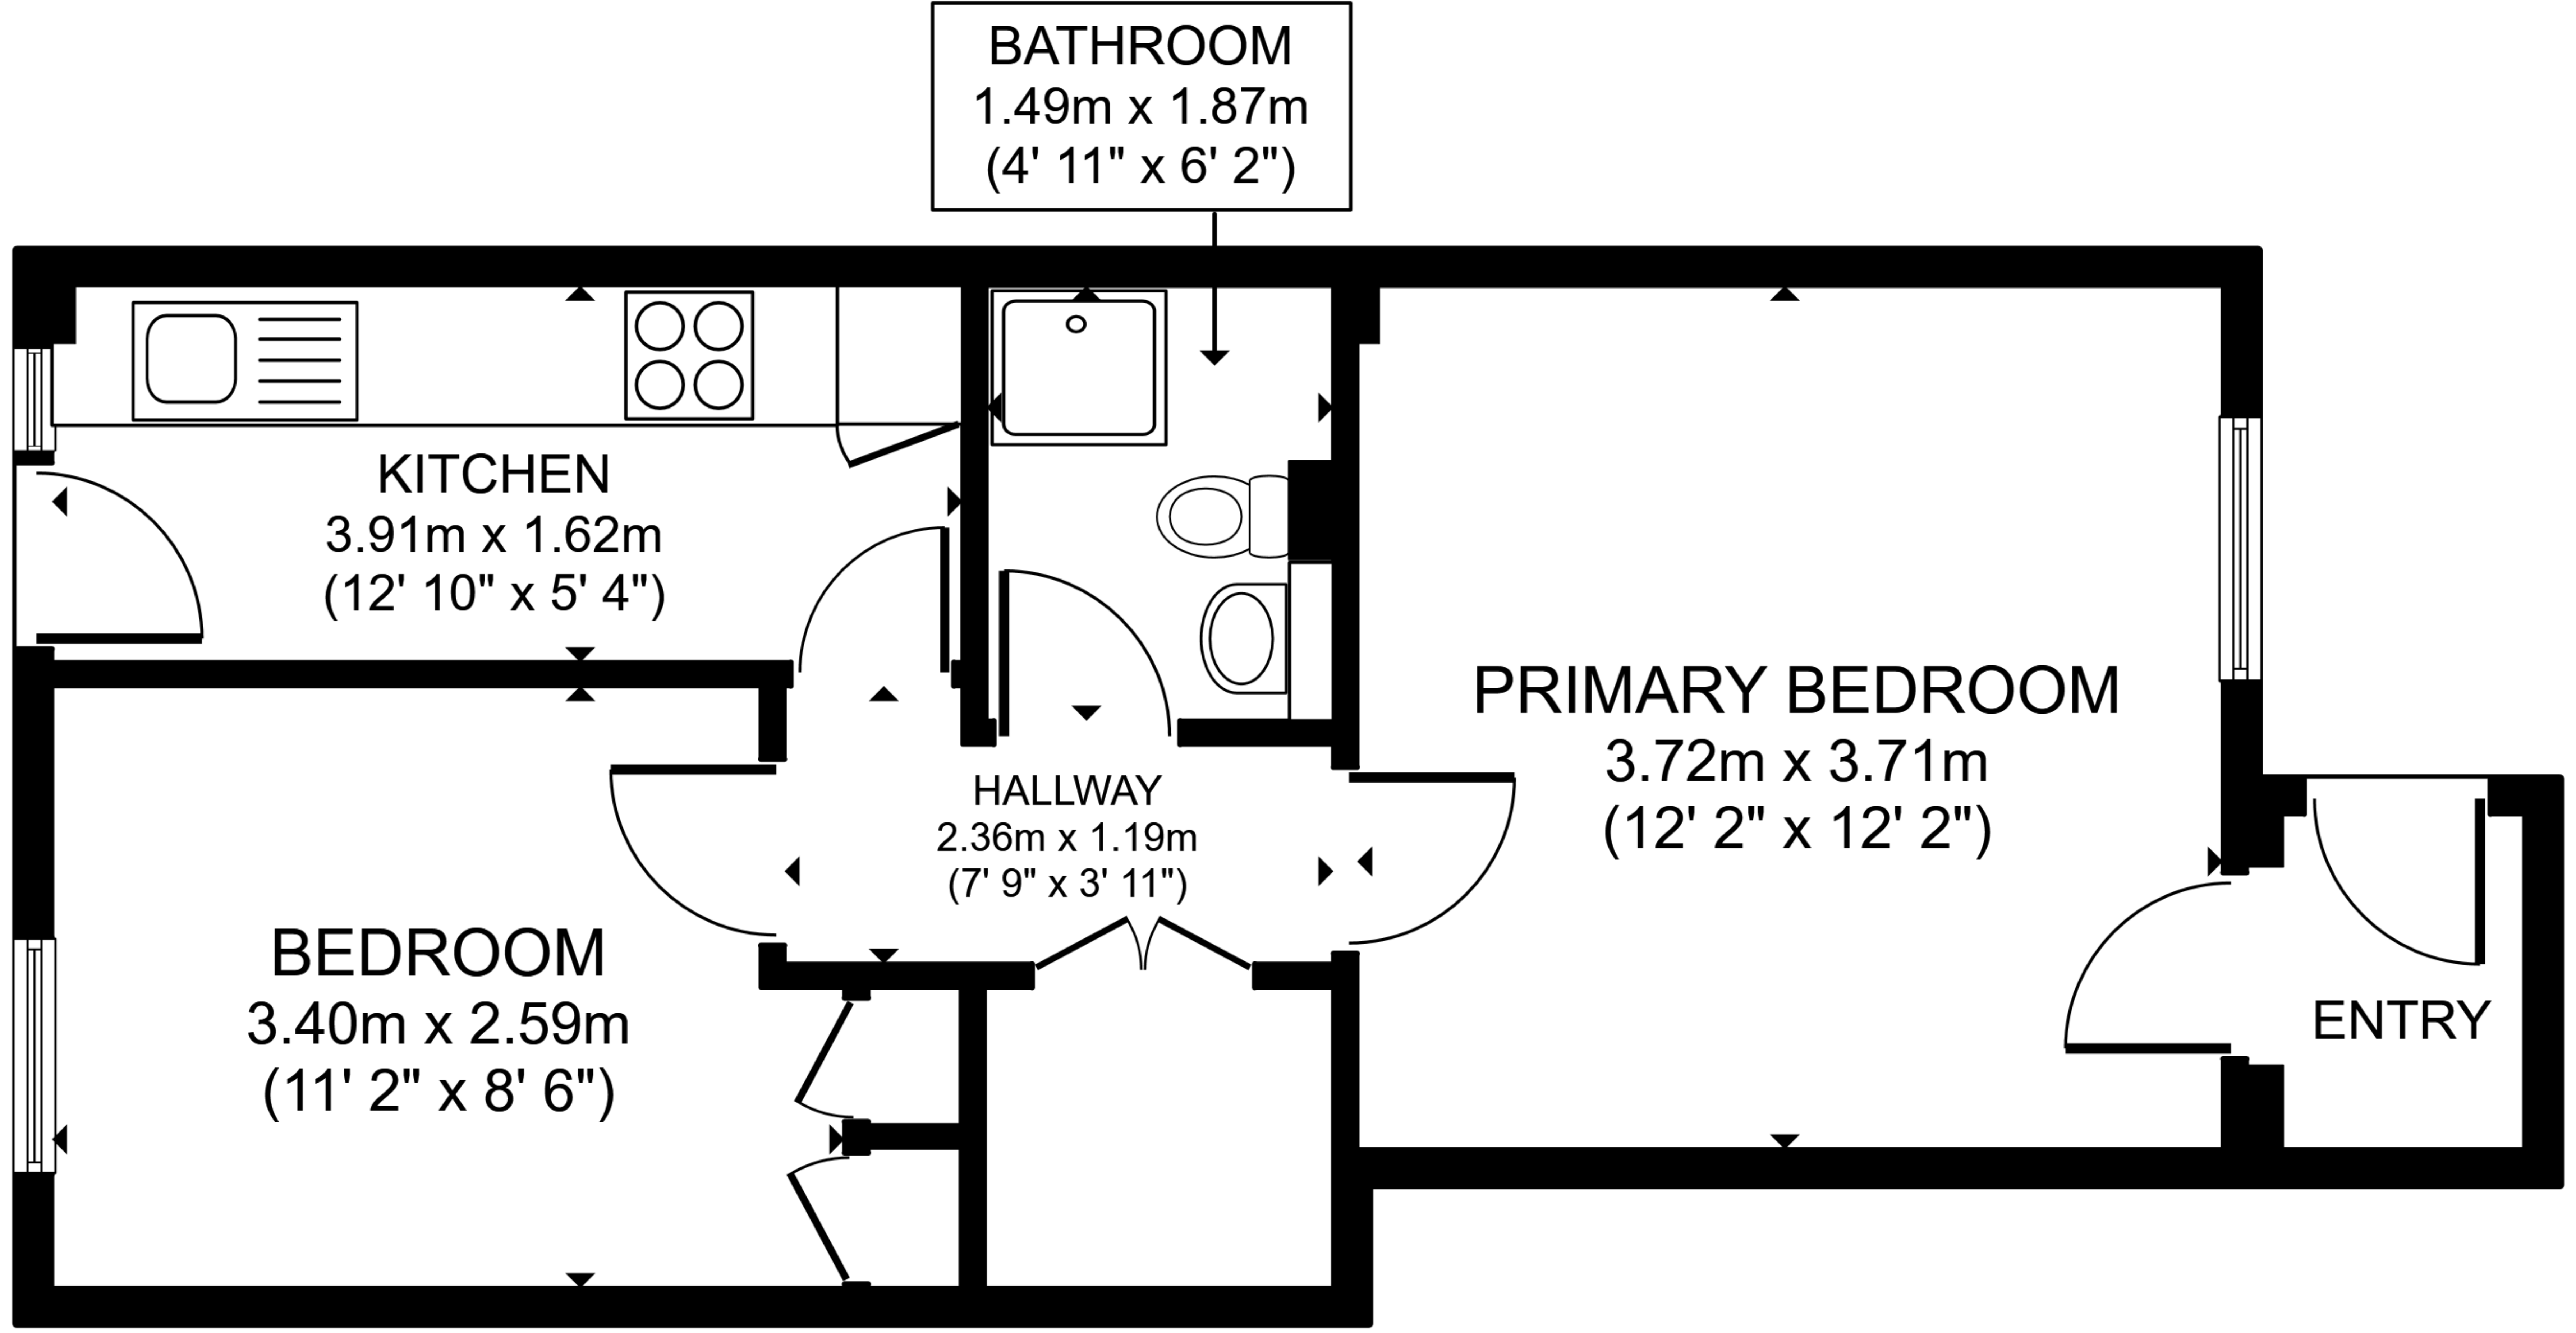 BATHROOM
1.49m x 1.87m
(4' 11" x 6' 2")
KITCHEN
3.91m x 1.62m
(12' 10" x 5' 4")
PRIMARY BEDROOM
3.72m x 3.71m
(12' 2" x 12' 2")
HALLWAY
2.36m x 1.19m
(7' 9" x 3' 11")
BEDROOM
3.40m x 2.59m
(11' 2" x 8' 6")
ENTRY